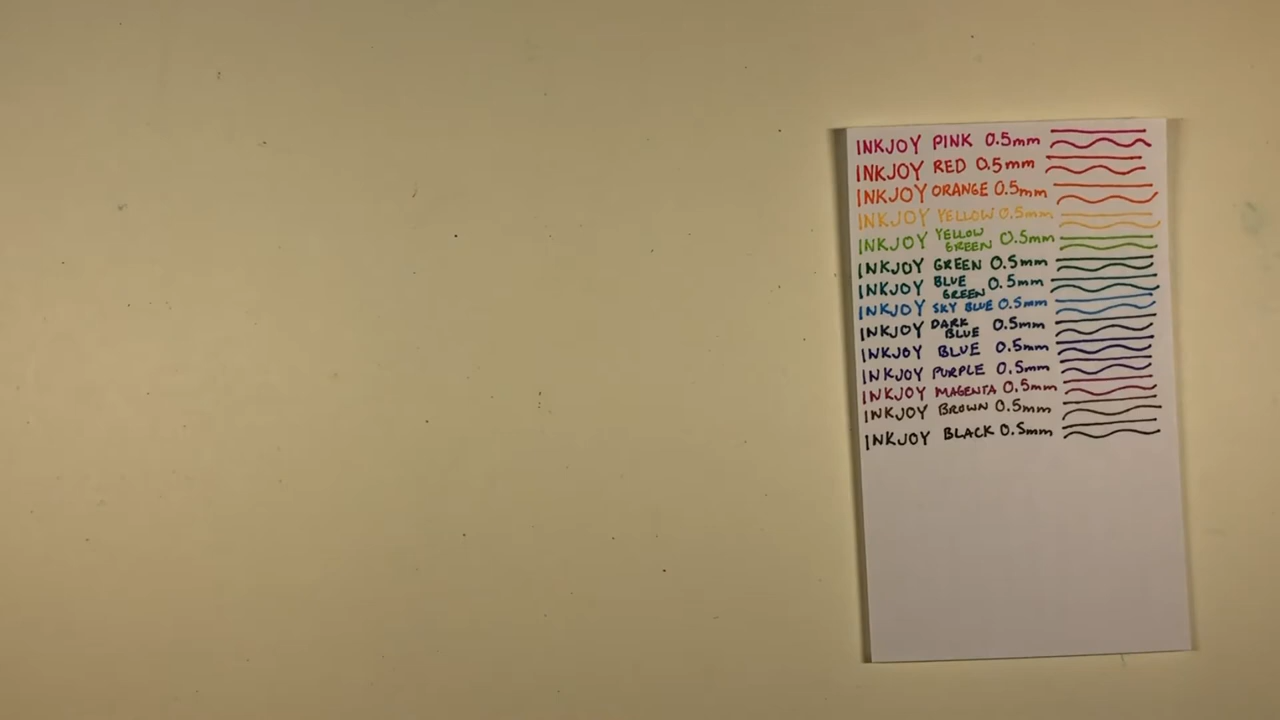 INKJOY PINK 0.5mm
INKJOY RED 0.5mm
INKJOY ORANGE 0.5mm
INKJOY YELLOW 0.5mm
INKJOY YELLOW GREEN 0.5mm
INKJOY GREEN 0.5mm
INKJOY BLUE GREEN 0.5mm
INKJOY SKY BLUE 0.5mm
INKJOY DARK BLUE 0.5mm
INKJOY BLUE 0.5mm
INKJOY PURPLE 0.5mm
INKJOY MAGENTA 0.5mm
INKJOY BROWN 0.5mm
INKJOY BLACK 0.5mm